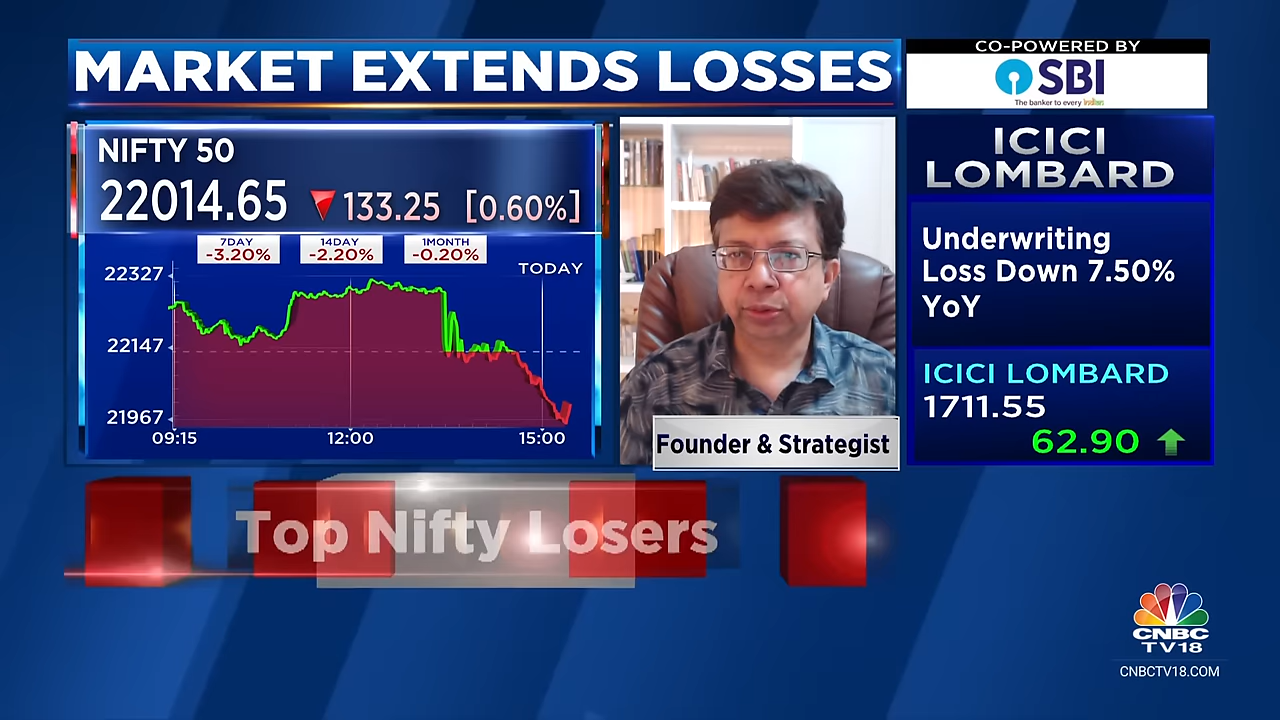 MARKET EXTENDS LOSSES
CO-POWERED BY
SBI
The banker to every Indian
NIFTY 50
22014.65 ▼ 133.25 [0.60%]
7DAY
-3.20%
14DAY
-2.20%
1MONTH
-0.20%
TODAY
22327
22147
21967
09:15
12:00
15:00
Founder & Strategist
ICICI
LOMBARD
Underwriting
Loss Down 7.50%
YoY
ICICI LOMBARD
1711.55
62.90
Top Nifty Losers
CNBC
TV18
CNBCTV18.COM